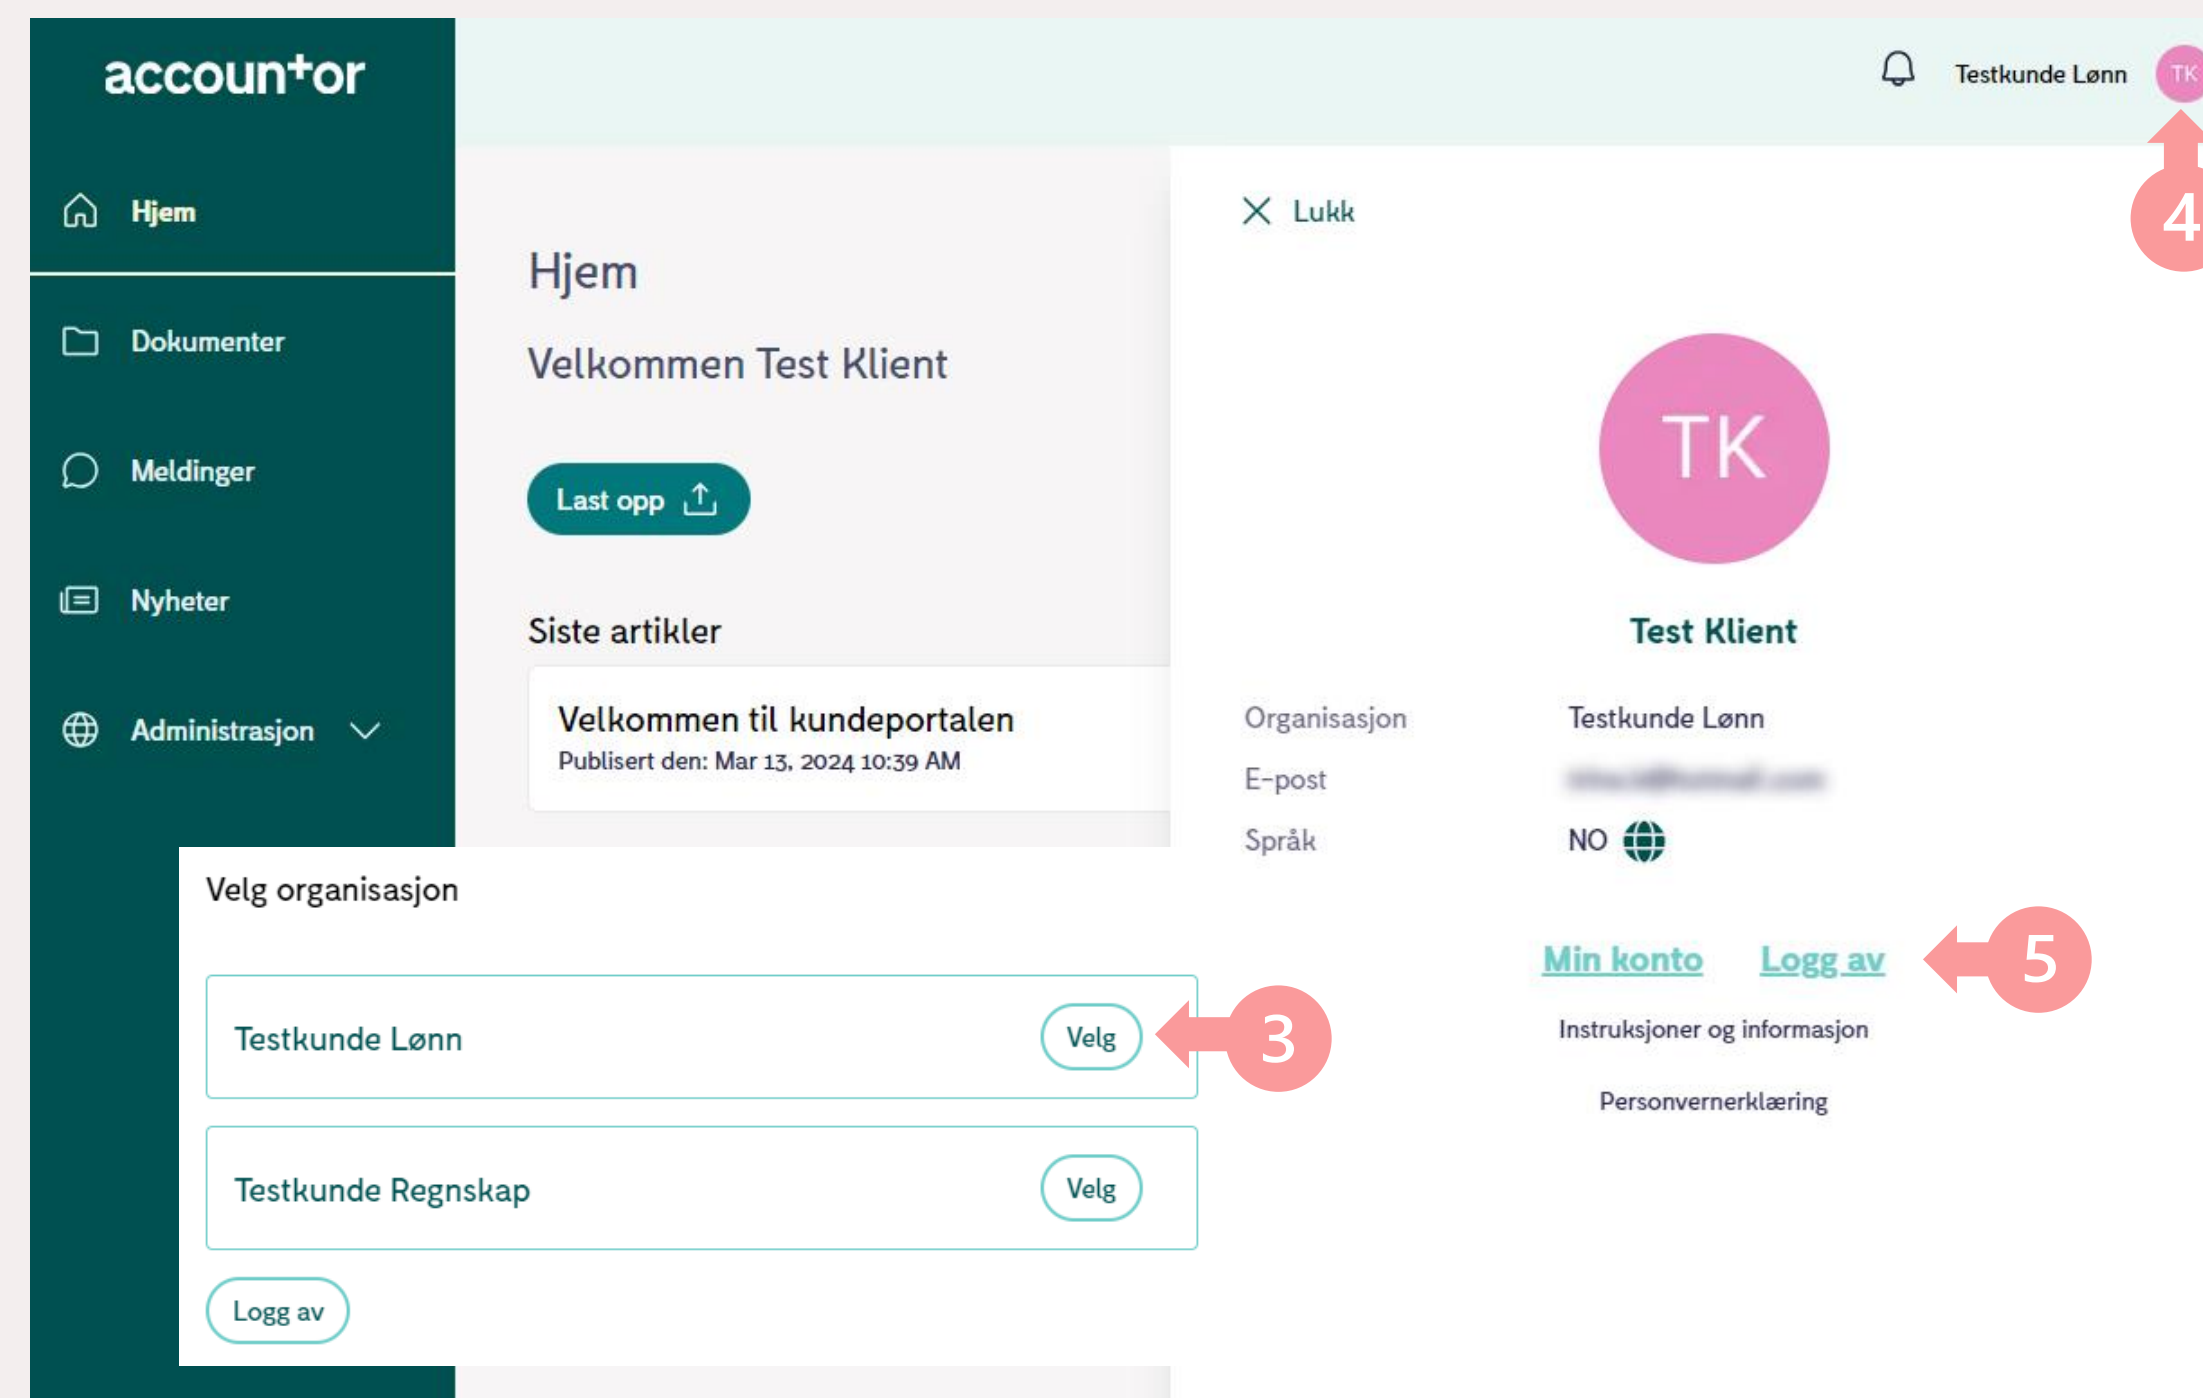 accountor
Testkunde Lønn
TK
4
Hjem
Dokumenter
Meldinger
Nyheter
Administrasjon
Hjem
Velkommen Test Klient
Last opp
Siste artikler
Velkommen til kundeportalen
Publisert den: Mar 13, 2024 10:39 AM
Lukk
TK
Test Klient
Organisasjon Testkunde Lønn
E-post
Språk NO
Min konto Logg av
5
Instruksjoner og informasjon
Personvernerklæring
Velg organisasjon
Testkunde Lønn Velg
3
Testkunde Regnskap Velg
Logg av